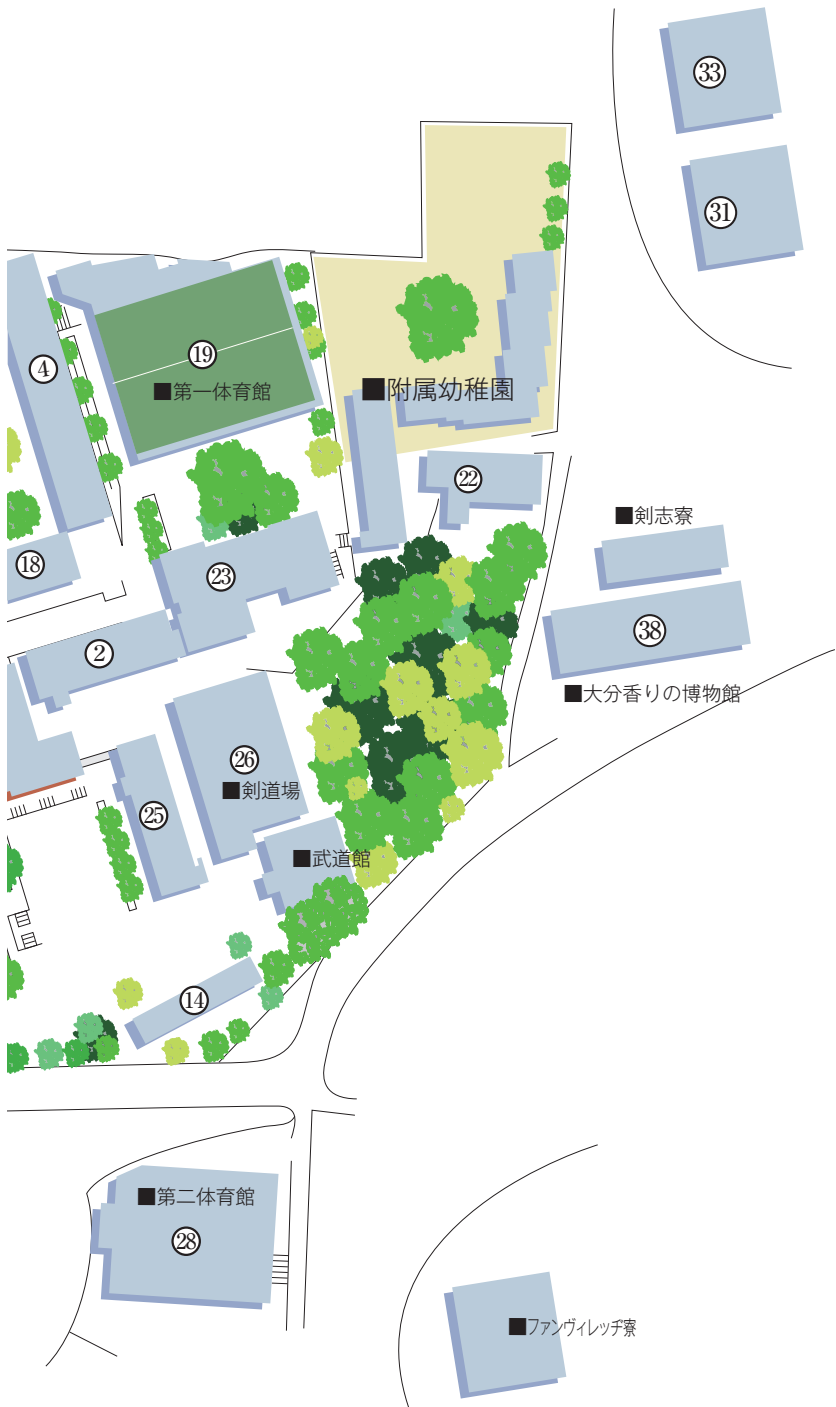 ㉝
㉛
⑲
④
■第一体育館
■附属幼稚園
㉒
■剣志寮
⑱
㉓
㊳
②
■大分香りの博物館
㉖
■剣道場
㉕
■武道館
⑭
■第二体育館
㉘
■ファンヴィレッヂ寮